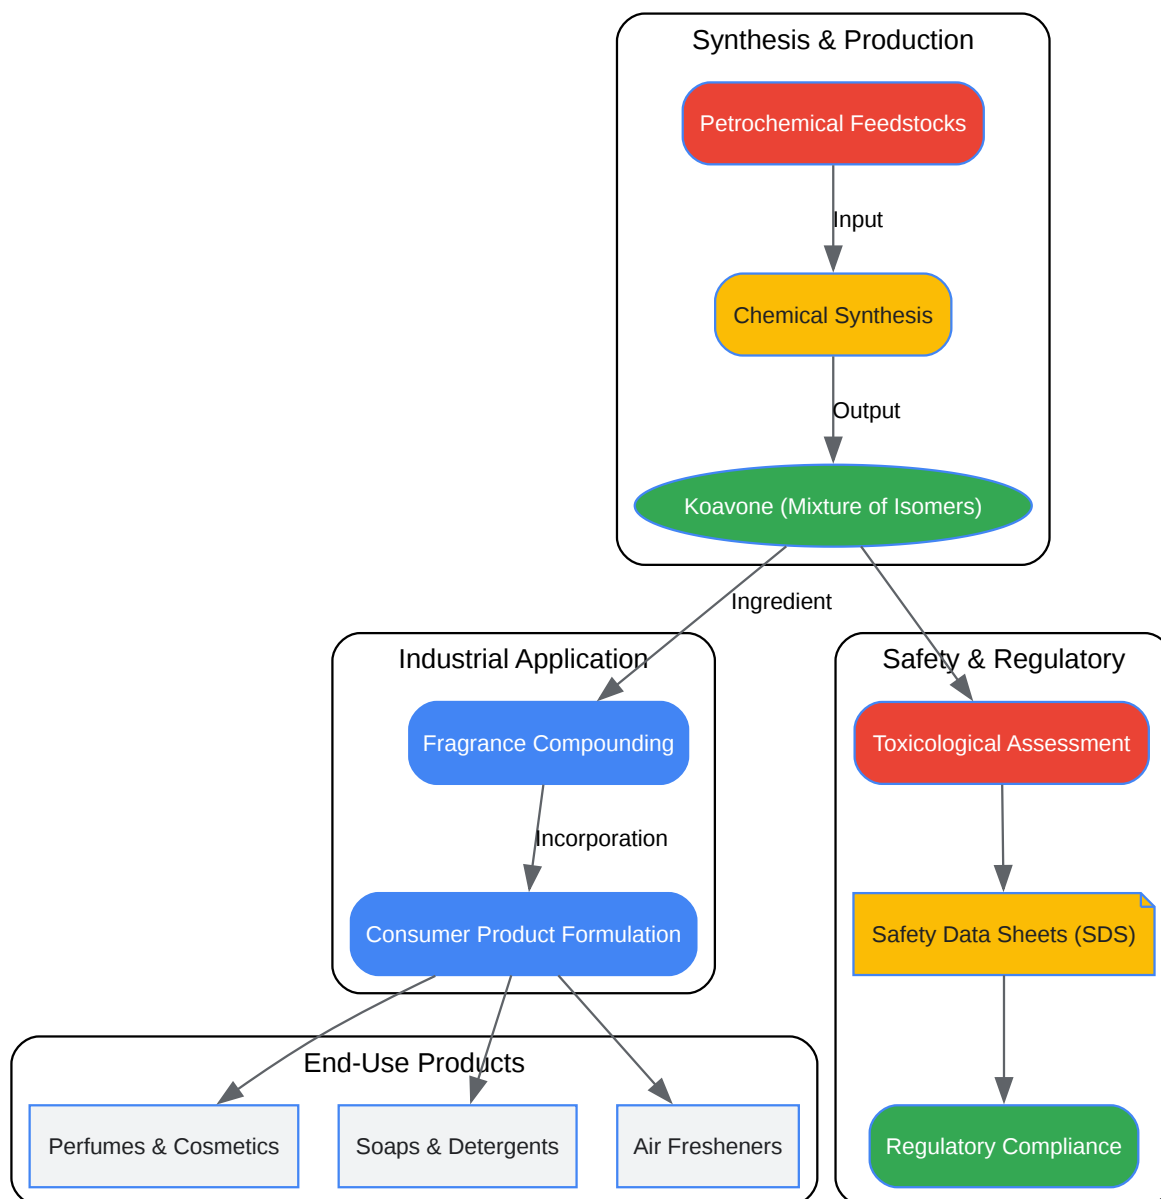 Synthesis & Production
Petrochemical Feedstocks
Input
Chemical Synthesis
Output
Koavone (Mixture of Isomers)
Ingredient
Industrial Application
Fragrance Compounding
Incorporation
Consumer Product Formulation
End-Use Products
Perfumes & Cosmetics
Soaps & Detergents
Air Fresheners
Safety & Regulatory
Toxicological Assessment
Safety Data Sheets (SDS)
Regulatory Compliance